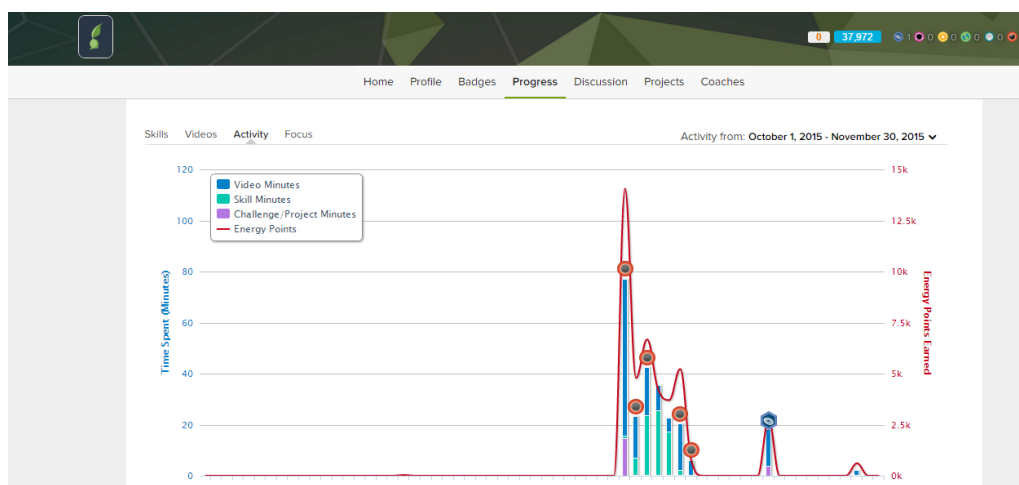 0 37,972 1 0 0 0 0
Home Profile Badges Progress Discussion Projects Coaches
Skills Videos Activity Focus
Activity from: October 1, 2015 - November 30, 2015
Video Minutes
Skill Minutes
Challenge/Project Minutes
Energy Points
Time Spent (Minutes)
120
100
80
60
40
20
0
15k
12.5k
10k
7.5k
5k
2.5k
0k
Energy Points Earned